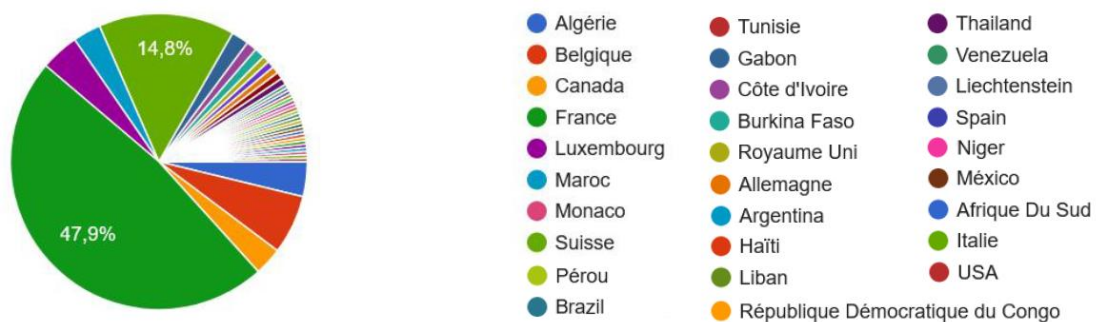 14,8%
47,9%
Algérie
Belgique
Canada
France
Luxembourg
Maroc
Monaco
Suisse
Pérou
Brazil
Tunisie
Gabon
Côte d'Ivoire
Burkina Faso
Royaume Uni
Allemagne
Argentina
Haïti
Liban
République Démocratique du Congo
Thailand
Venezuela
Liechtenstein
Spain
Niger
México
Afrique Du Sud
Italie
USA